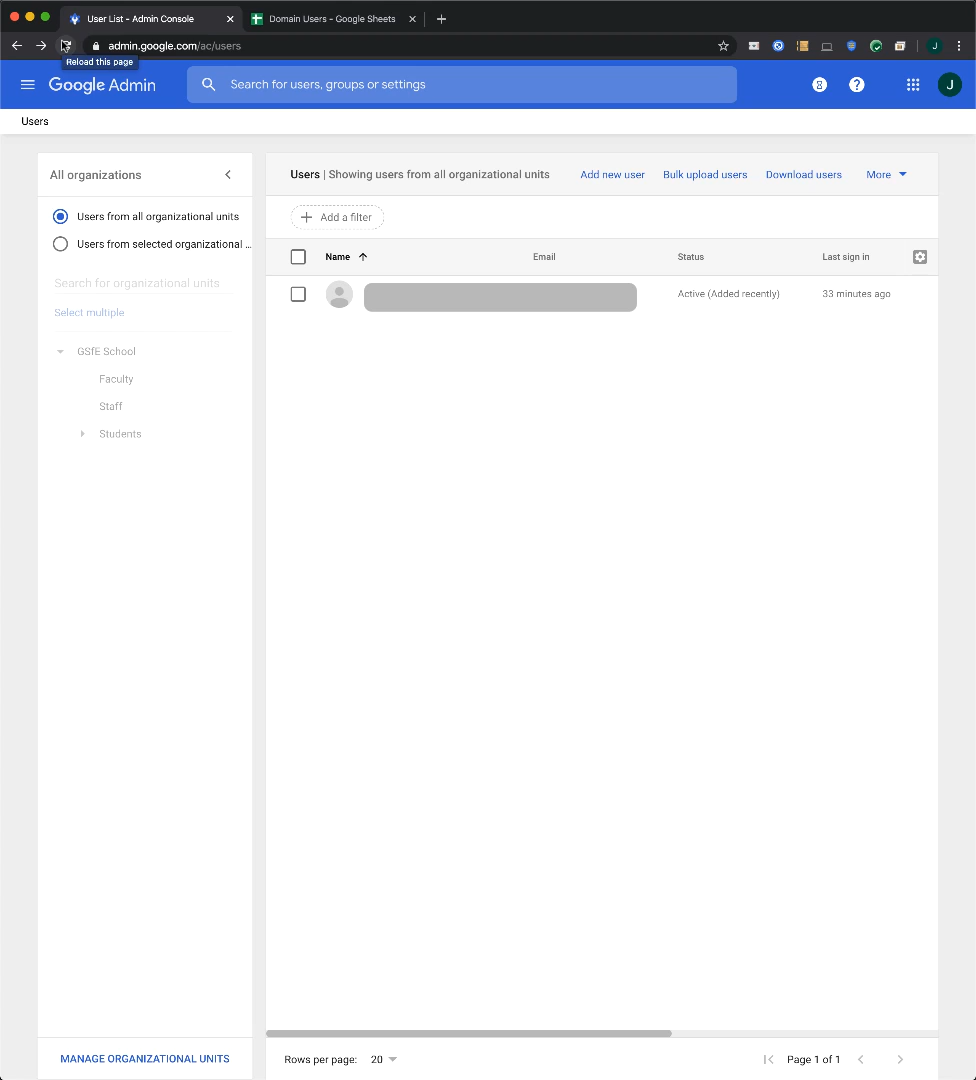 User List - Admin Console
Domain Users - Google Sheets
admin.google.com/ac/users
J
Reload this page
Google Admin
Search for users, groups or settings
J
Users
All organizations
Users from all organizational units
Users from selected organizational ...
Search for organizational units
Select multiple
GSfE School
Faculty
Staff
Students
MANAGE ORGANIZATIONAL UNITS
Users | Showing users from all organizational units
Add new user
Bulk upload users
Download users
More
Add a filter
Name
Email
Status
Last sign in
Active (Added recently)
33 minutes ago
Rows per page: 20
Page 1 of 1